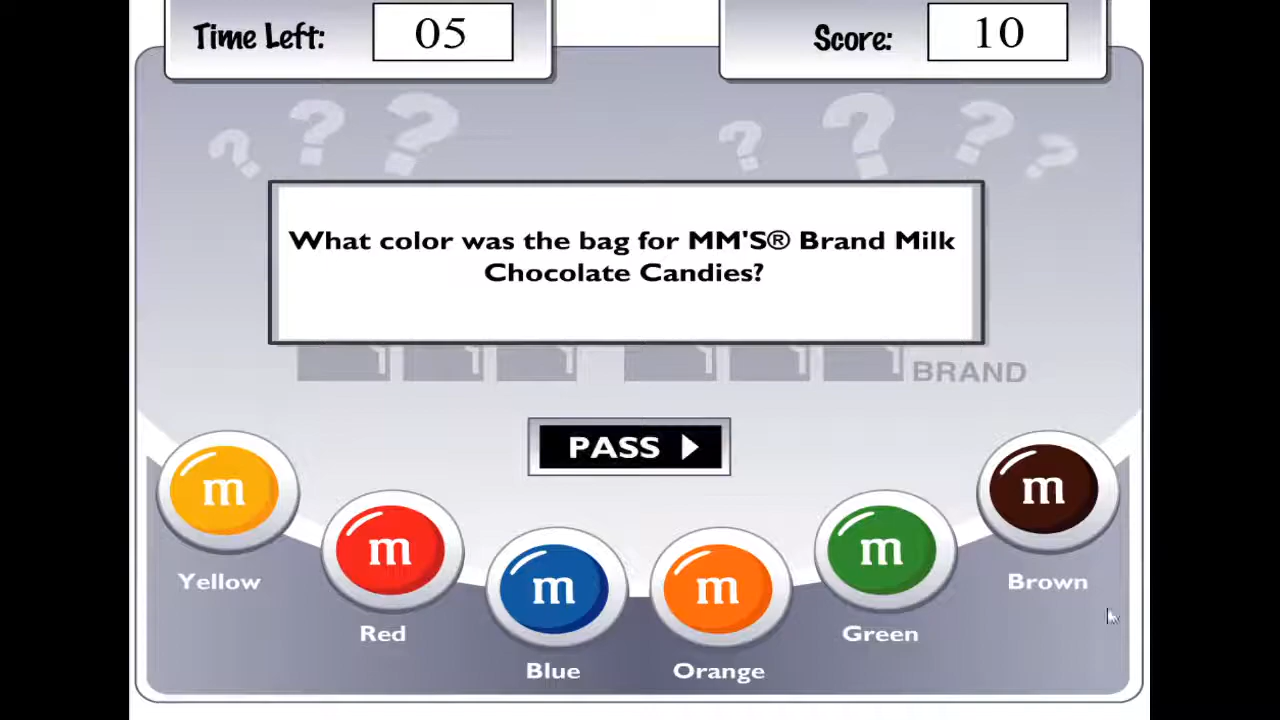 Time Left: 05
Score: 10
What color was the bag for MM'S® Brand Milk
Chocolate Candies?
BRAND
PASS
m
Yellow
m
Red
m
Blue
m
Orange
m
Green
m
Brown